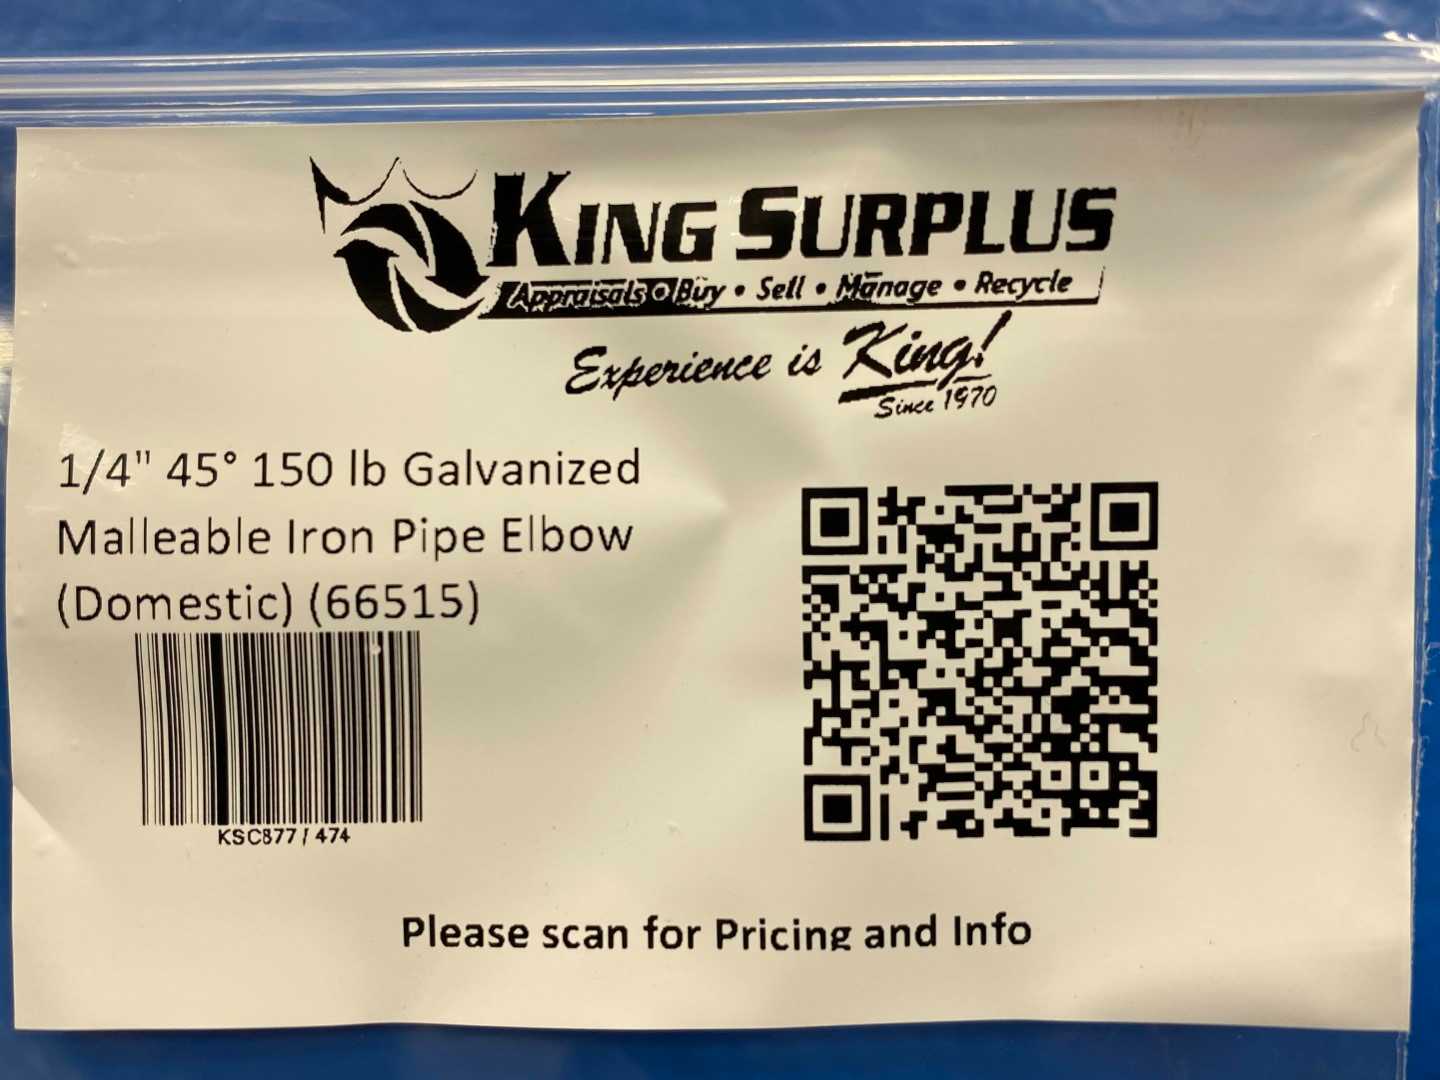 KING SURPLUS
Appraisals • Buy • Sell • Manage • Recycle
Experience is King!
Since 1970
1/4" 45° 150 lb Galvanized
Malleable Iron Pipe Elbow
(Domestic) (66515)
KSC877 / 474
Please scan for Pricing and Info